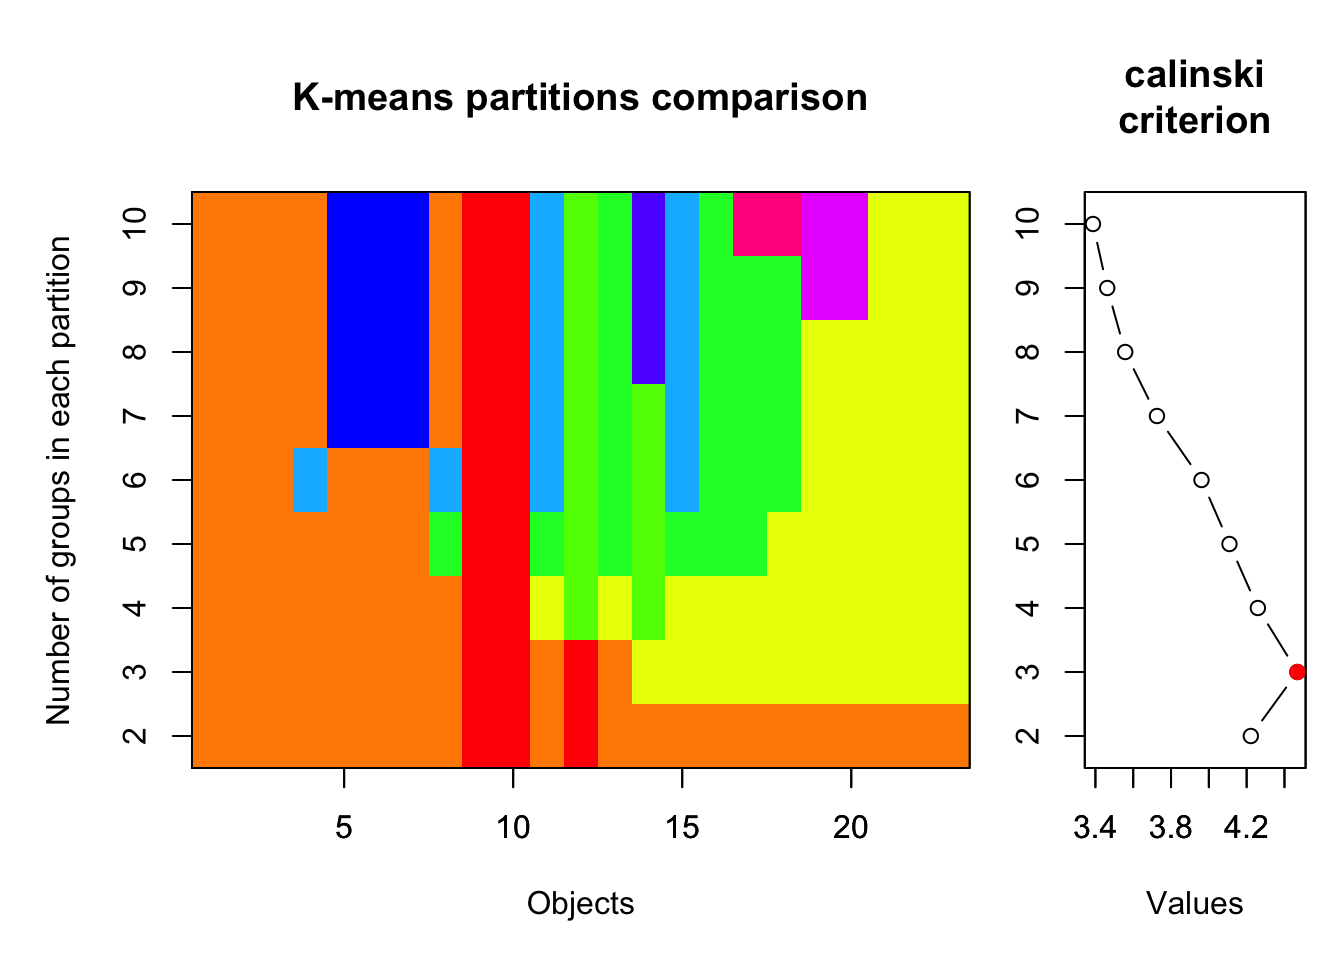 K-means partitions comparison
calinski
criterion
Number of groups in each partition
10
9
8
7
6
5
4
3
2
5 10 15 20
Objects
10
9
8
7
6
5
4
3
2
3.4 3.8 4.2
Values